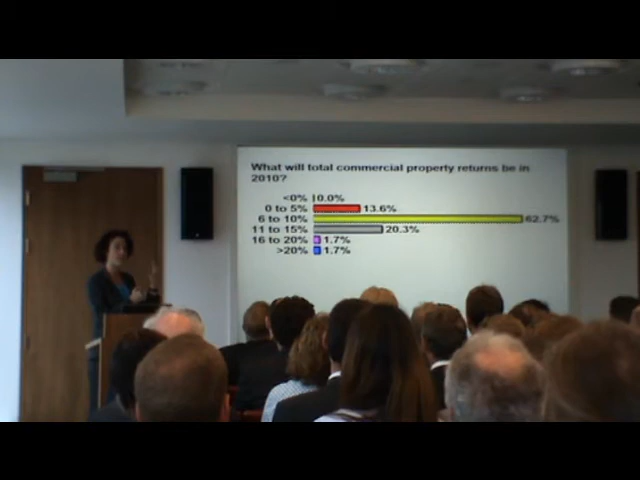 What will total commercial property returns be in
2010?
<0% 0.0%
0 to 5% 13.6%
6 to 10% 62.7%
11 to 15% 20.3%
16 to 20% 1.7%
>20% 1.7%